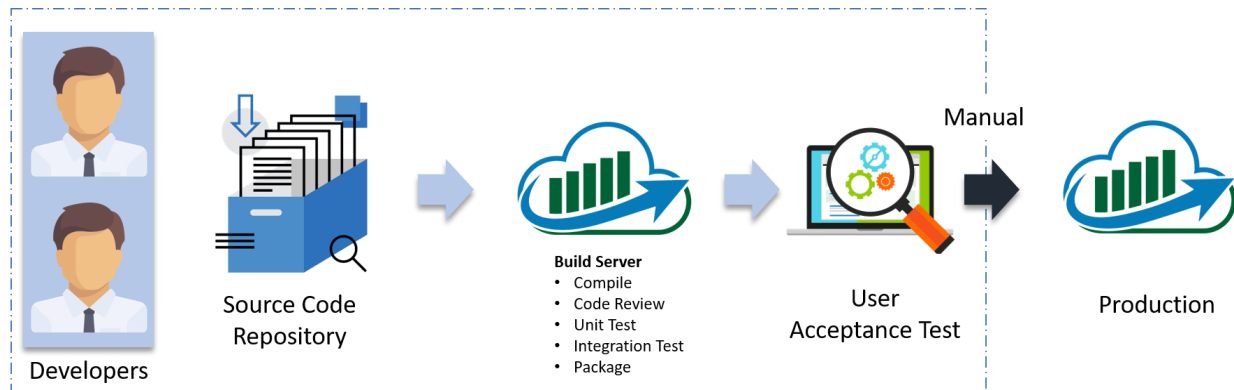 Developers
Source Code
Repository
Build Server
• Compile
• Code Review
• Unit Test
• Integration Test
• Package
User
Acceptance Test
Manual
Production